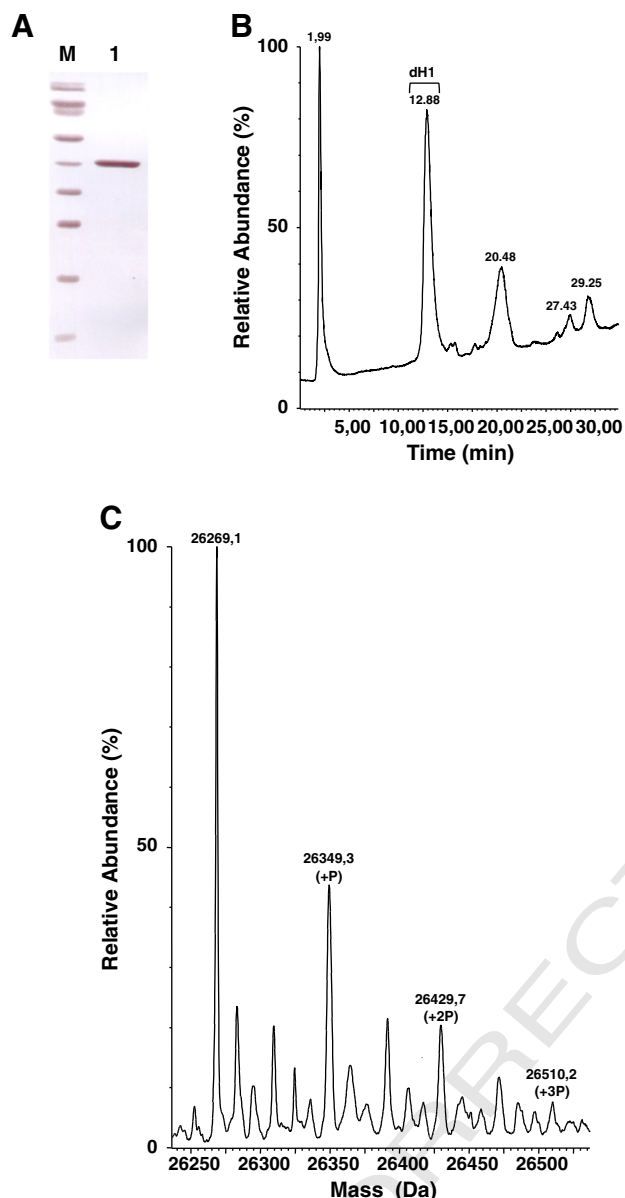 A
M 1
B
Relative Abundance (%)
100
50
0
1,99
dH1
12.88
20.48
27.43
29.25
5,00 10,00 15,00 20,00 25,00 30,00
Time (min)
C
Relative Abundance (%)
100
50
0
26269,1
26349,3
(+P)
26429,7
(+2P)
26510,2
(+3P)
26250 26300 26350 26400 26450 26500
Mass (Da)